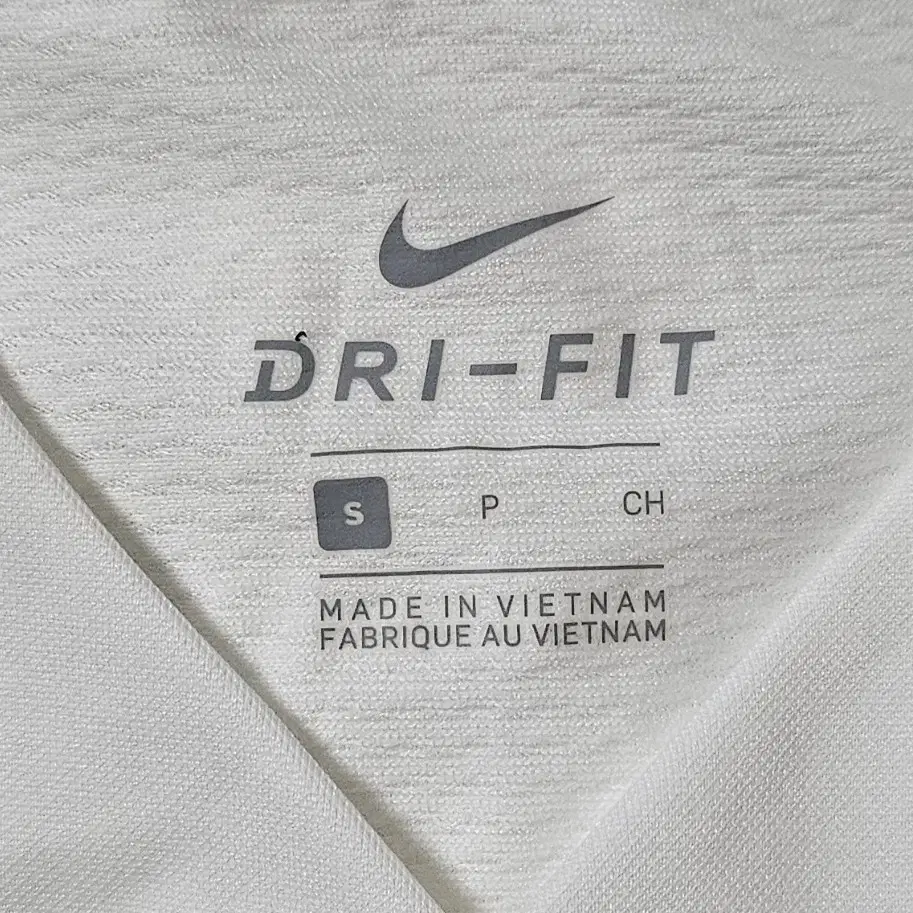 DRI-FIT
S P CH
MADE IN VIETNAM
FABRIQUE AU VIETNAM